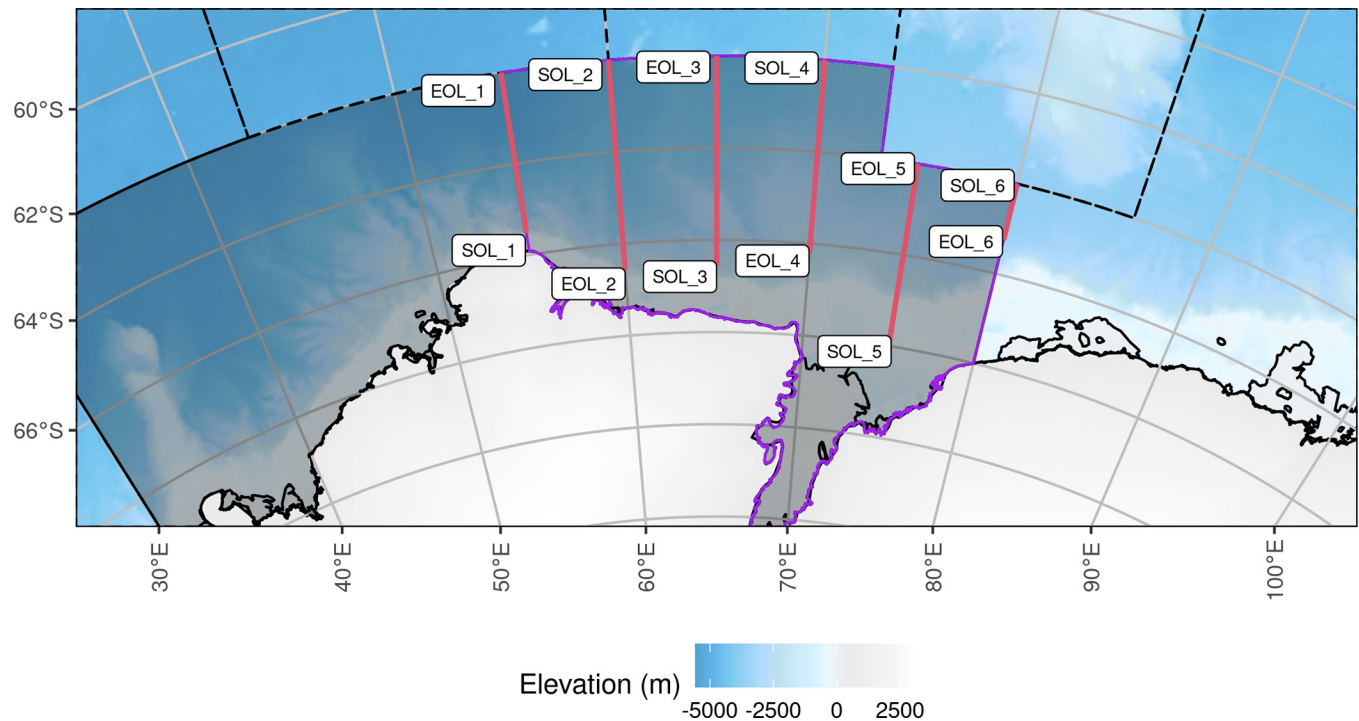 EOL_3
SOL_4
SOL_2
EOL_1
60°S
EOL_5
SOL_6
62°S
EOL_6
SOL_1
EOL_4
SOL_3
EOL_2
64°S
SOL_5
66°S
30°E
40°E
50°E
60°E
70°E
80°E
90°E
100°E
Elevation (m)
-5000 -2500 0 2500